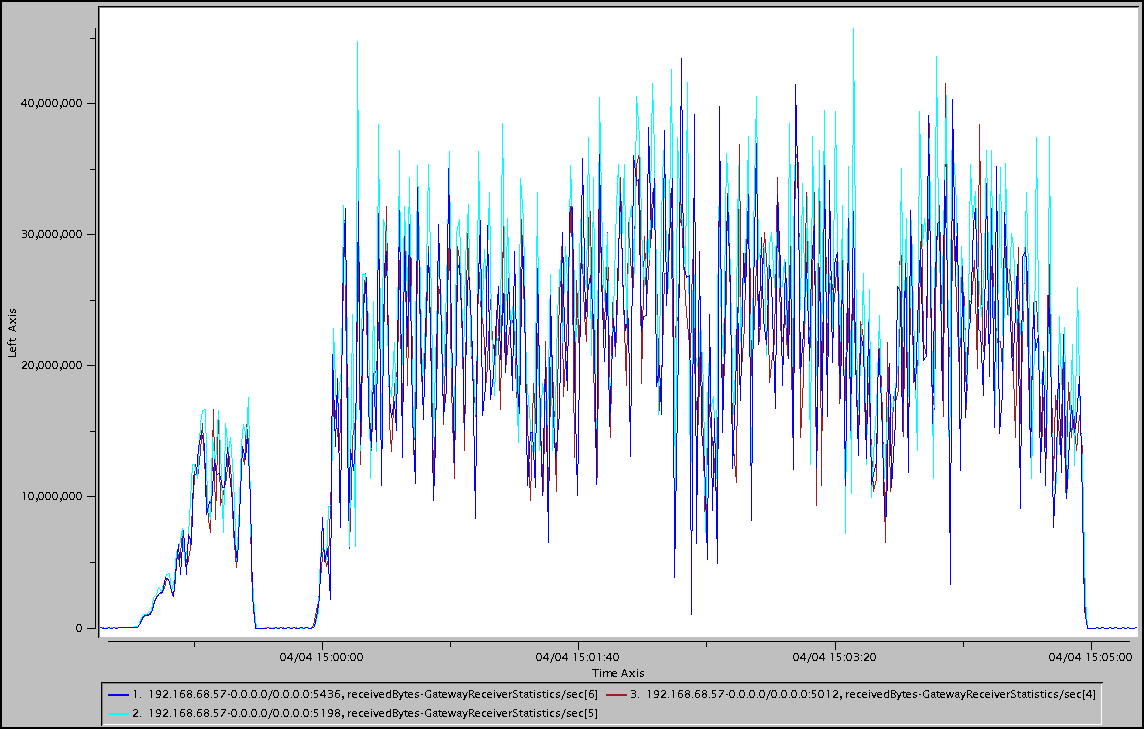 40,000,000
30,000,000
20,000,000
10,000,000
0
Left Axis
04/04 15:00:00 04/04 15:01:40 04/04 15:03:20 04/04 15:05:00
Time Axis
1. 192.168.68.57-0.0.0.0/0.0.0.0:5436, receivedBytes-GatewayReceiverStatistics/sec[6] 3. 192.168.68.57-0.0.0.0/0.0.0.0:5012, receivedBytes-GatewayReceiverStatistics/sec[4]
2. 192.168.68.57-0.0.0.0/0.0.0.0:5198, receivedBytes-GatewayReceiverStatistics/sec[5]